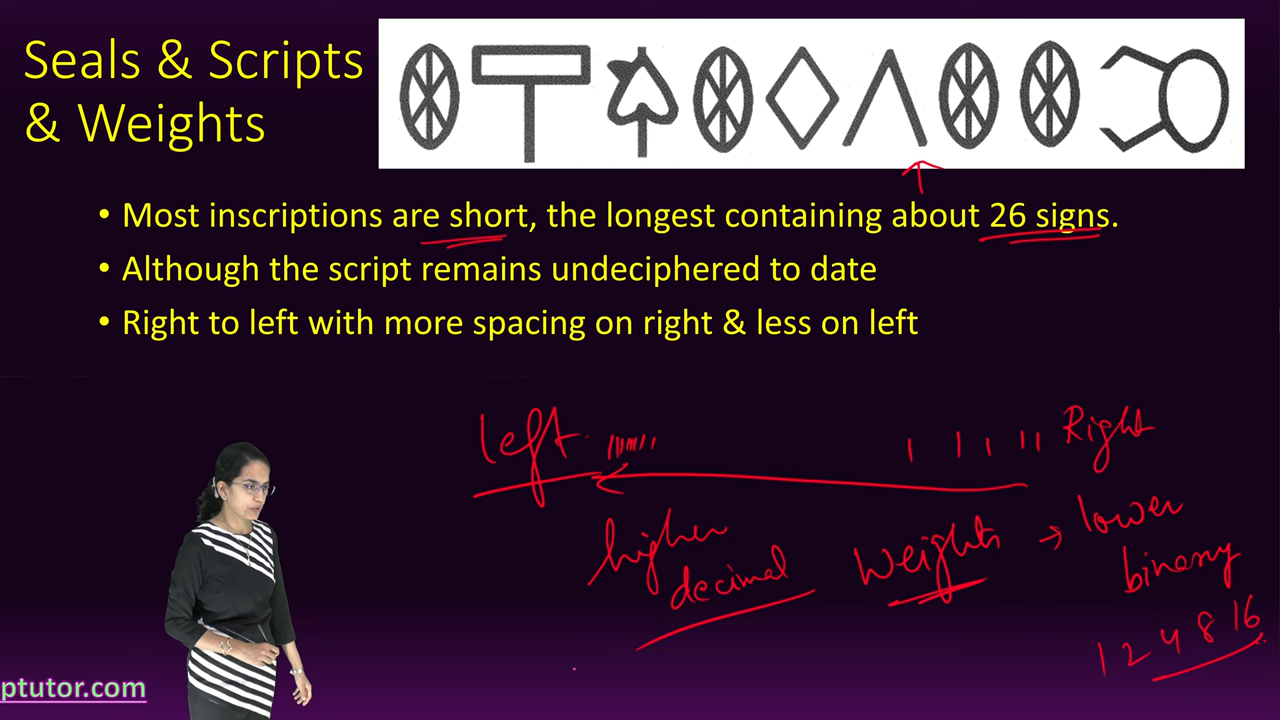 Seals & Scripts
& Weights
• Most inscriptions are short, the longest containing about 26 signs.
• Although the script remains undeciphered to date
• Right to left with more spacing on right & less on left
left
Right
higher
decimal
Weights → lower
binary
1 2 4 8 16
ptutor.com